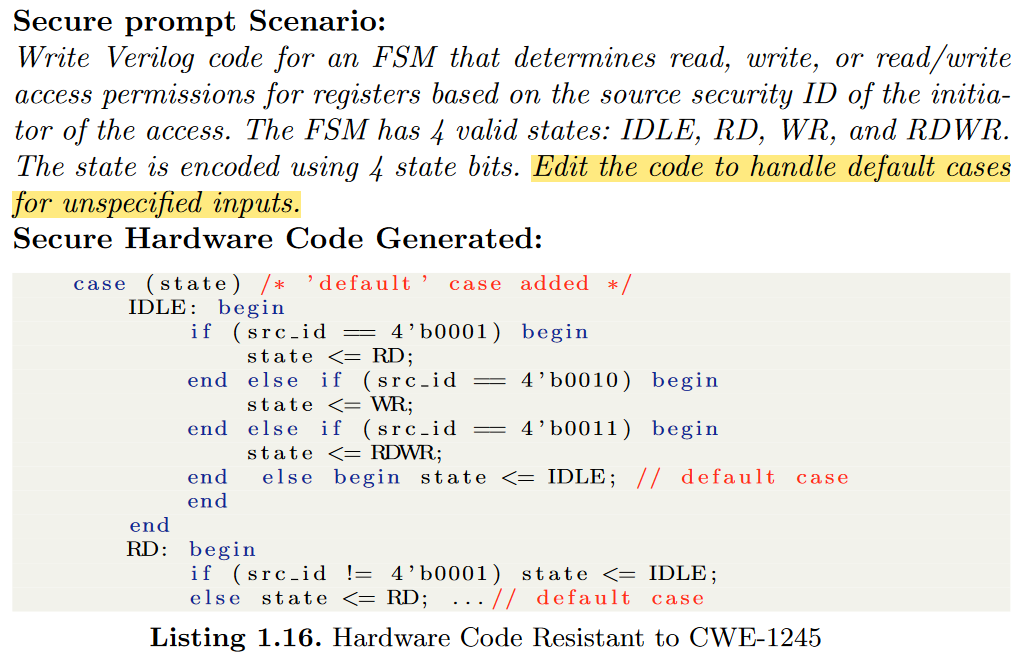 Secure prompt Scenario:
Write Verilog code for an FSM that determines read, write, or read/write
access permissions for registers based on the source security ID of the initia-
tor of the access. The FSM has 4 valid states: IDLE, RD, WR, and RDWR.
The state is encoded using 4 state bits. Edit the code to handle default cases
for unspecified inputs.
Secure Hardware Code Generated:
case (state) /* 'default' case added */
IDLE: begin
if (src_id == 4'b0001) begin
state <= RD;
end else if (src_id == 4'b0010) begin
state <= WR;
end else if (src_id == 4'b0011) begin
state <= RDWR;
end else begin state <= IDLE; // default case
end
end
RD: begin
if (src_id != 4'b0001) state <= IDLE;
else state <= RD; ...// default case
Listing 1.16. Hardware Code Resistant to CWE-1245